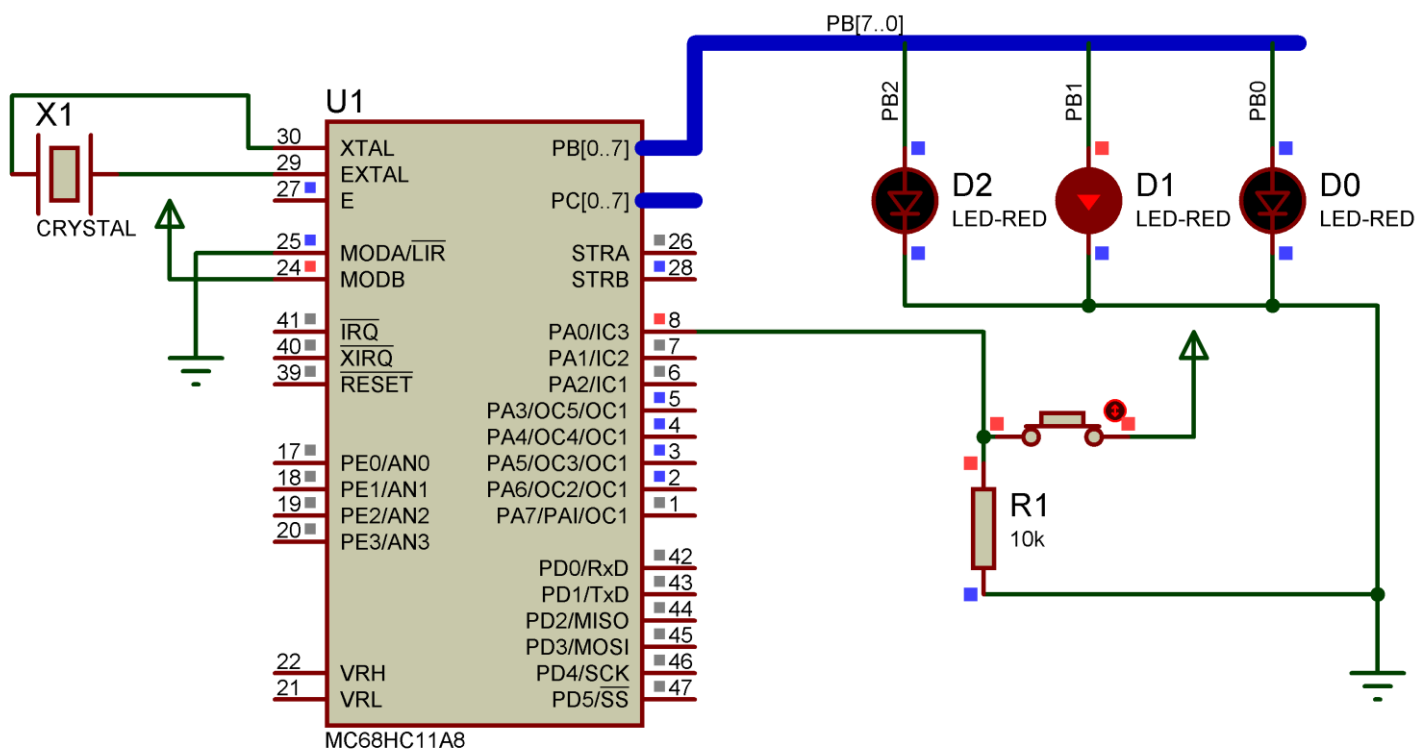 PB[7..0]
X1
CRYSTAL
U1
30 XTAL
29 EXTAL
27 E
25 MODA/LIR
24 MODB
41 IRQ
40 XIRQ
39 RESET
17 PE0/AN0
18 PE1/AN1
19 PE2/AN2
20 PE3/AN3
22 VRH
21 VRL
PB[0..7]
PC[0..7]
STRA 26
STRB 28
PA0/IC3 8
PA1/IC2 7
PA2/IC1 6
PA3/OC5/OC1 5
PA4/OC4/OC1 4
PA5/OC3/OC1 3
PA6/OC2/OC1 2
PA7/PAI/OC1 1
PD0/RxD 42
PD1/TxD 43
PD2/MISO 44
PD3/MOSI 45
PD4/SCK 46
PD5/SS 47
MC68HC11A8
PB2
PB1
PB0
D2
LED-RED
D1
LED-RED
D0
LED-RED
R1
10k